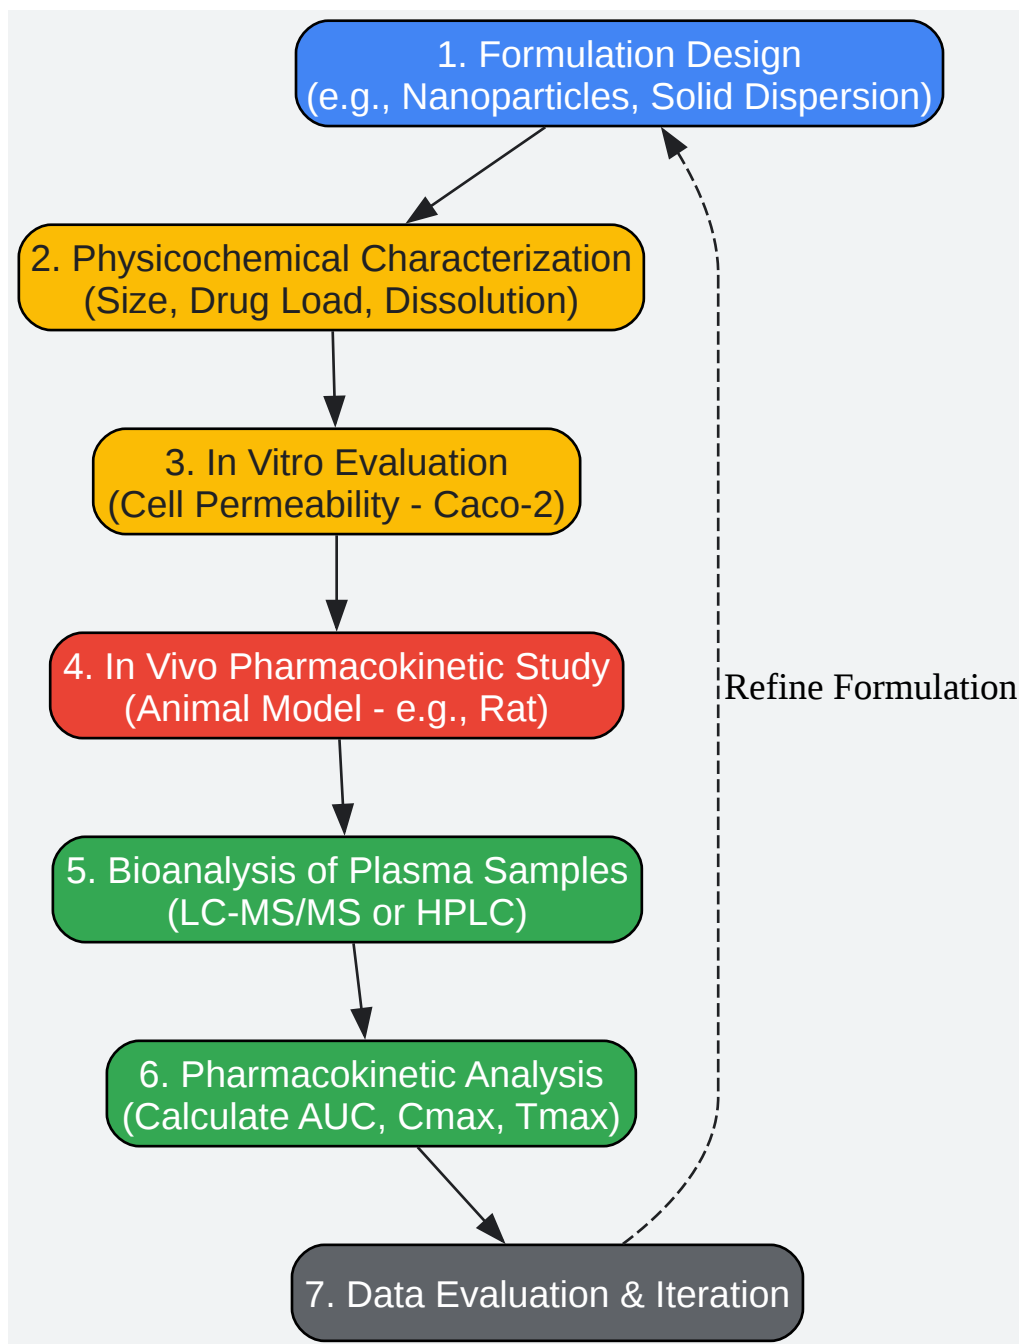 1. Formulation Design
(e.g., Nanoparticles, Solid Dispersion)
2. Physicochemical Characterization
(Size, Drug Load, Dissolution)
3. In Vitro Evaluation
(Cell Permeability - Caco-2)
4. In Vivo Pharmacokinetic Study
(Animal Model - e.g., Rat)
Refine Formulation
5. Bioanalysis of Plasma Samples
(LC-MS/MS or HPLC)
6. Pharmacokinetic Analysis
(Calculate AUC, Cmax, Tmax)
7. Data Evaluation & Iteration